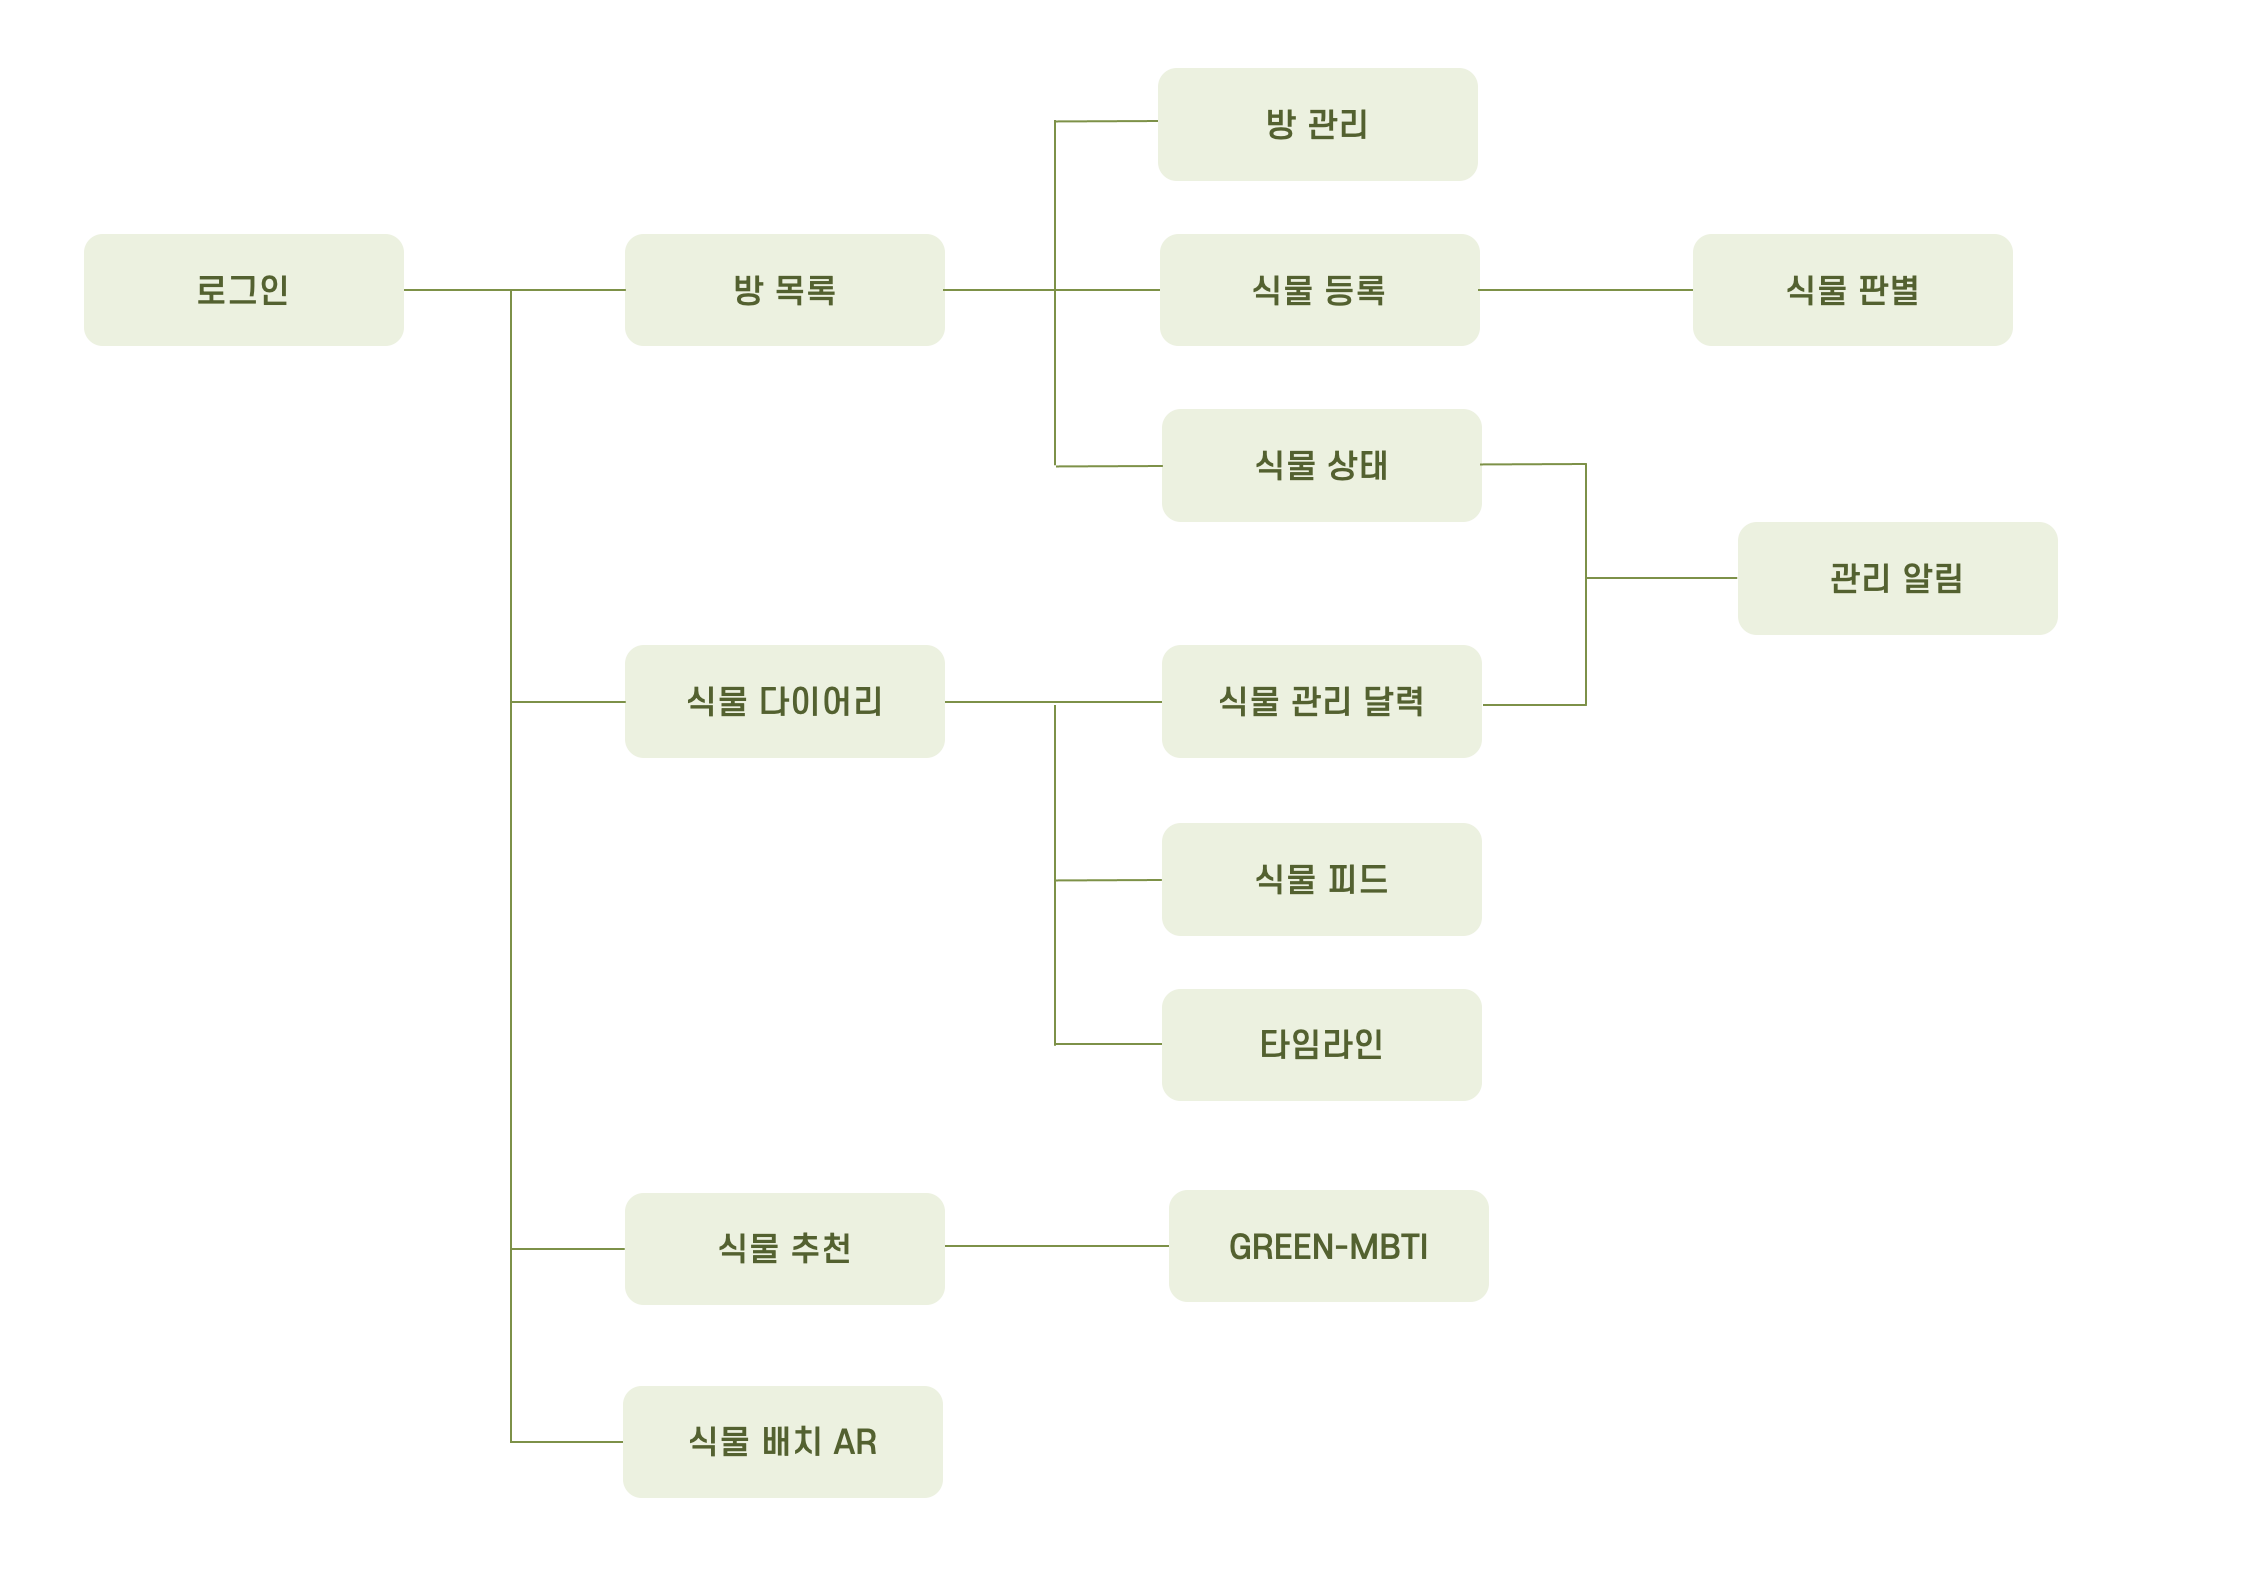 방 관리
로그인
방 목록
식물 등록
식물 판별
식물 상태
관리 알림
식물 다이어리
식물 관리 달력
식물 피드
타임라인
식물 추천
GREEN-MBTI
식물 배치 AR